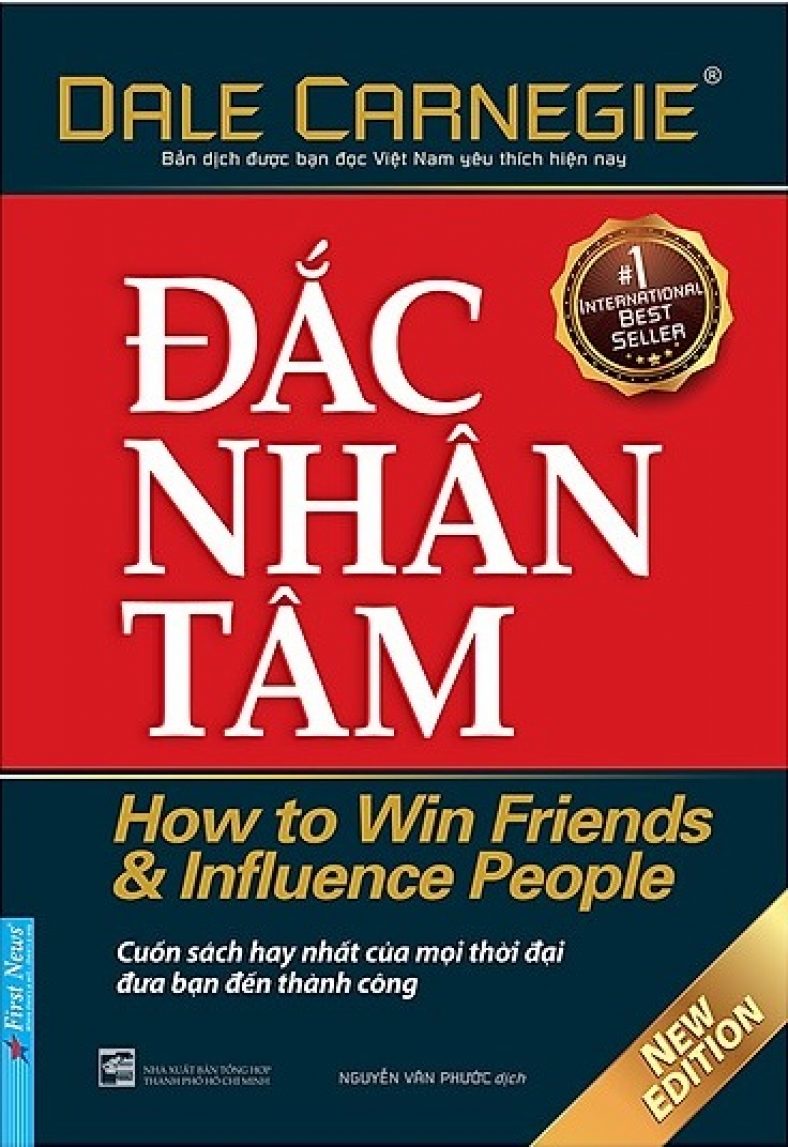 DALE CARNEGIE®
Bản dịch được bạn đọc Việt Nam yêu thích hiện nay
#1
INTERNATIONAL
BEST
SELLER
ĐẮC
NHÂN
TÂM
How to Win Friends
& Influence People
Cuốn sách hay nhất của mọi thời đại
đưa bạn đến thành công
First News
NHÀ XUẤT BẢN TỔNG HỢP
THÀNH PHỐ HỒ CHÍ MINH
NGUYỄN VĂN PHƯỚC dịch
NEW
EDITION